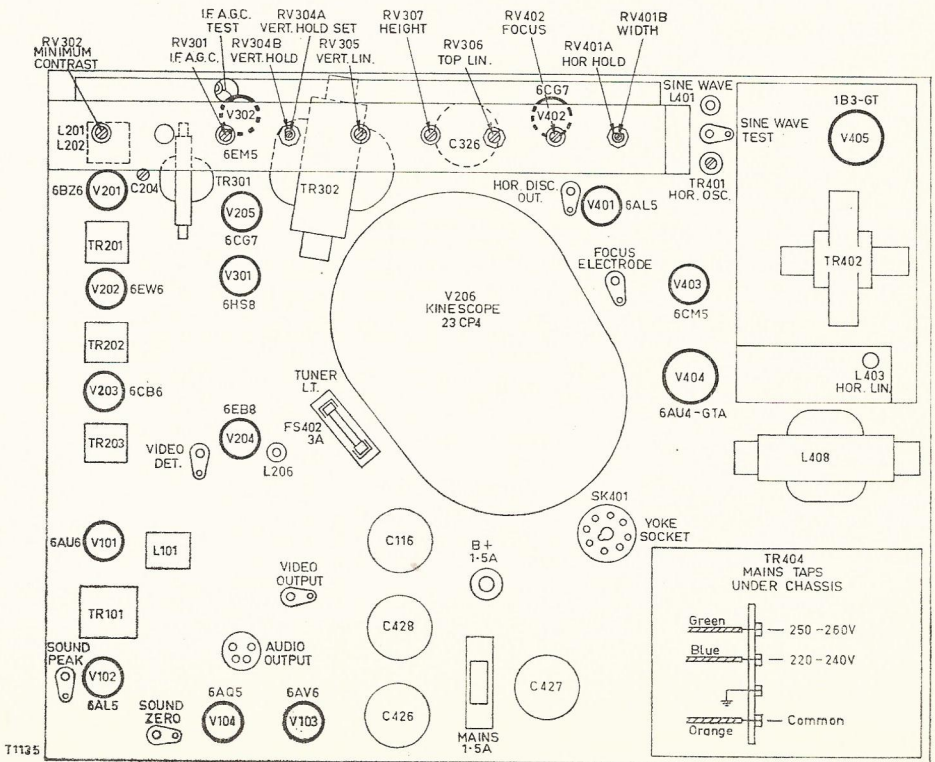 I.F. A.G.C.
TEST
RV304A
VERT. HOLD SET
RV307
HEIGHT
RV402
FOCUS
RV401B
WIDTH
RV302
MINIMUM
CONTRAST
RV301
I.F. A.G.C.
RV304B
VERT. HOLD
RV305
VERT. LIN.
RV306
TOP LIN.
RV401A
HOR HOLD
6CG7
SINE WAVE
L401
1B3-GT
L201
L202
V302
C326
V402
SINE WAVE
TEST
V405
6EM5
TR401
HOR. OSC.
6BZ6
V201
C204
TR301
V205
6CG7
TR302
HOR. DISC.
OUT.
V401
6AL5
TR201
V202
6EW6
V301
6HS8
FOCUS
ELECTRODE
V403
6CM5
TR402
V206
KINESCOPE
23CP4
TR202
V203
6CB6
TUNER
L.T.
FS402
3A
V404
6AU4-GTA
L403
HOR. LIN.
TR203
6EB8
V204
VIDEO
DET.
L206
L408
SK401
YOKE
SOCKET
6AU6
V101
L101
C116
B+
1·5A
TR404
MAINS TAPS
UNDER CHASSIS
VIDEO
OUTPUT
Green
250-260V
Blue
220-240V
Common
Orange
TR101
C428
AUDIO
OUTPUT
SOUND
PEAK
V102
6AL5
SOUND
ZERO
6AQ5
V104
6AV6
V103
C426
MAINS
1·5A
C427
T1135